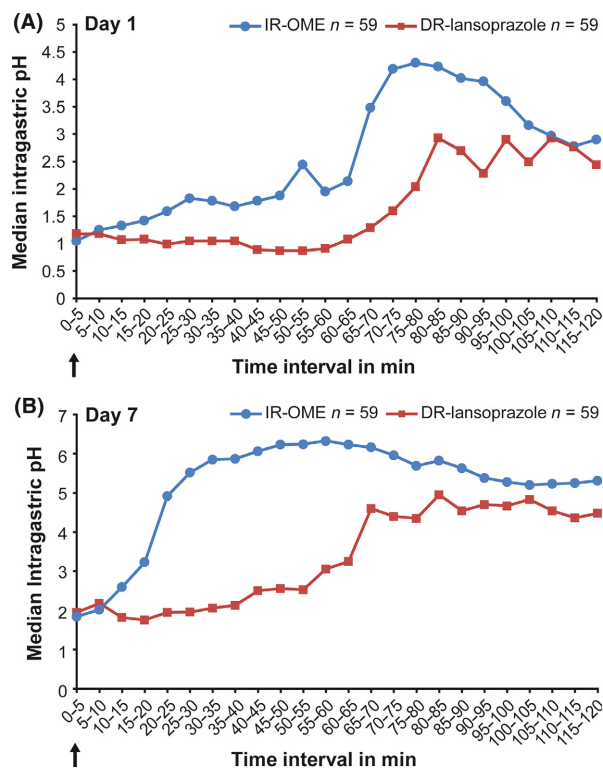 (A) Day 1
IR-OME n = 59 DR-lansoprazole n = 59
Median intragastric pH
5
4.5
4
3.5
3
2.5
2
1.5
1
0.5
0
0-5 5-10 10-15 15-20 20-25 25-30 30-35 35-40 40-45 45-50 50-55 55-60 60-65 65-70 70-75 75-80 80-85 85-90 90-95 95-100 100-105 105-110 110-115 115-120
Time interval in min
(B) Day 7
IR-OME n = 59 DR-lansoprazole n = 59
Median Intragastric pH
7
6
5
4
3
2
1
0
0-5 5-10 10-15 15-20 20-25 25-30 30-35 35-40 40-45 45-50 50-55 55-60 60-65 65-70 70-75 75-80 80-85 85-90 90-95 95-100 100-105 105-110 110-115 115-120
Time interval in min